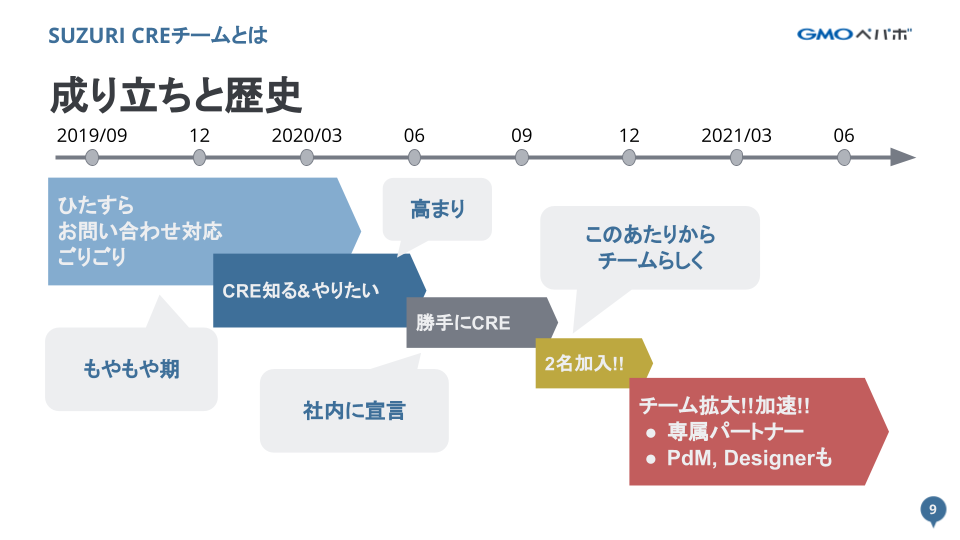 SUZURI CREチームとは
GMOペパボ
成り立ちと歴史
2019/09 12 2020/03 06 09 12 2021/03 06
ひたすら
お問い合わせ対応
ごりごり
高まり
このあたりから
チームらしく
CRE知る&やりたい
勝手にCRE
もやもや期
2名加入!!
社内に宣言
チーム拡大!!加速!!
● 専属パートナー
● PdM, Designerも
9